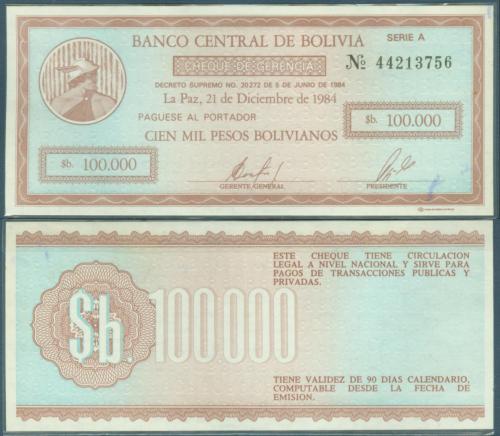 BANCO CENTRAL DE BOLIVIA
SERIE A
CHEQUE DE GERENCIA
№ 44213756
DECRETO SUPREMO NO. 20272 DE 5 DE JUNIO DE 1984
La Paz, 21 de Diciembre de 1984
PAGUESE AL PORTADOR
$b. 100.000
CIEN MIL PESOS BOLIVIANOS
$b. 100.000
GERENTE GENERAL
PRESIDENTE
ESTE CHEQUE TIENE CIRCULACION
LEGAL A NIVEL NACIONAL Y SIRVE PARA
PAGOS DE TRANSACCIONES PUBLICAS Y
PRIVADAS.
$b. 100.000
TIENE VALIDEZ DE 90 DIAS CALENDARIO,
COMPUTABLE DESDE LA FECHA DE
EMISION.